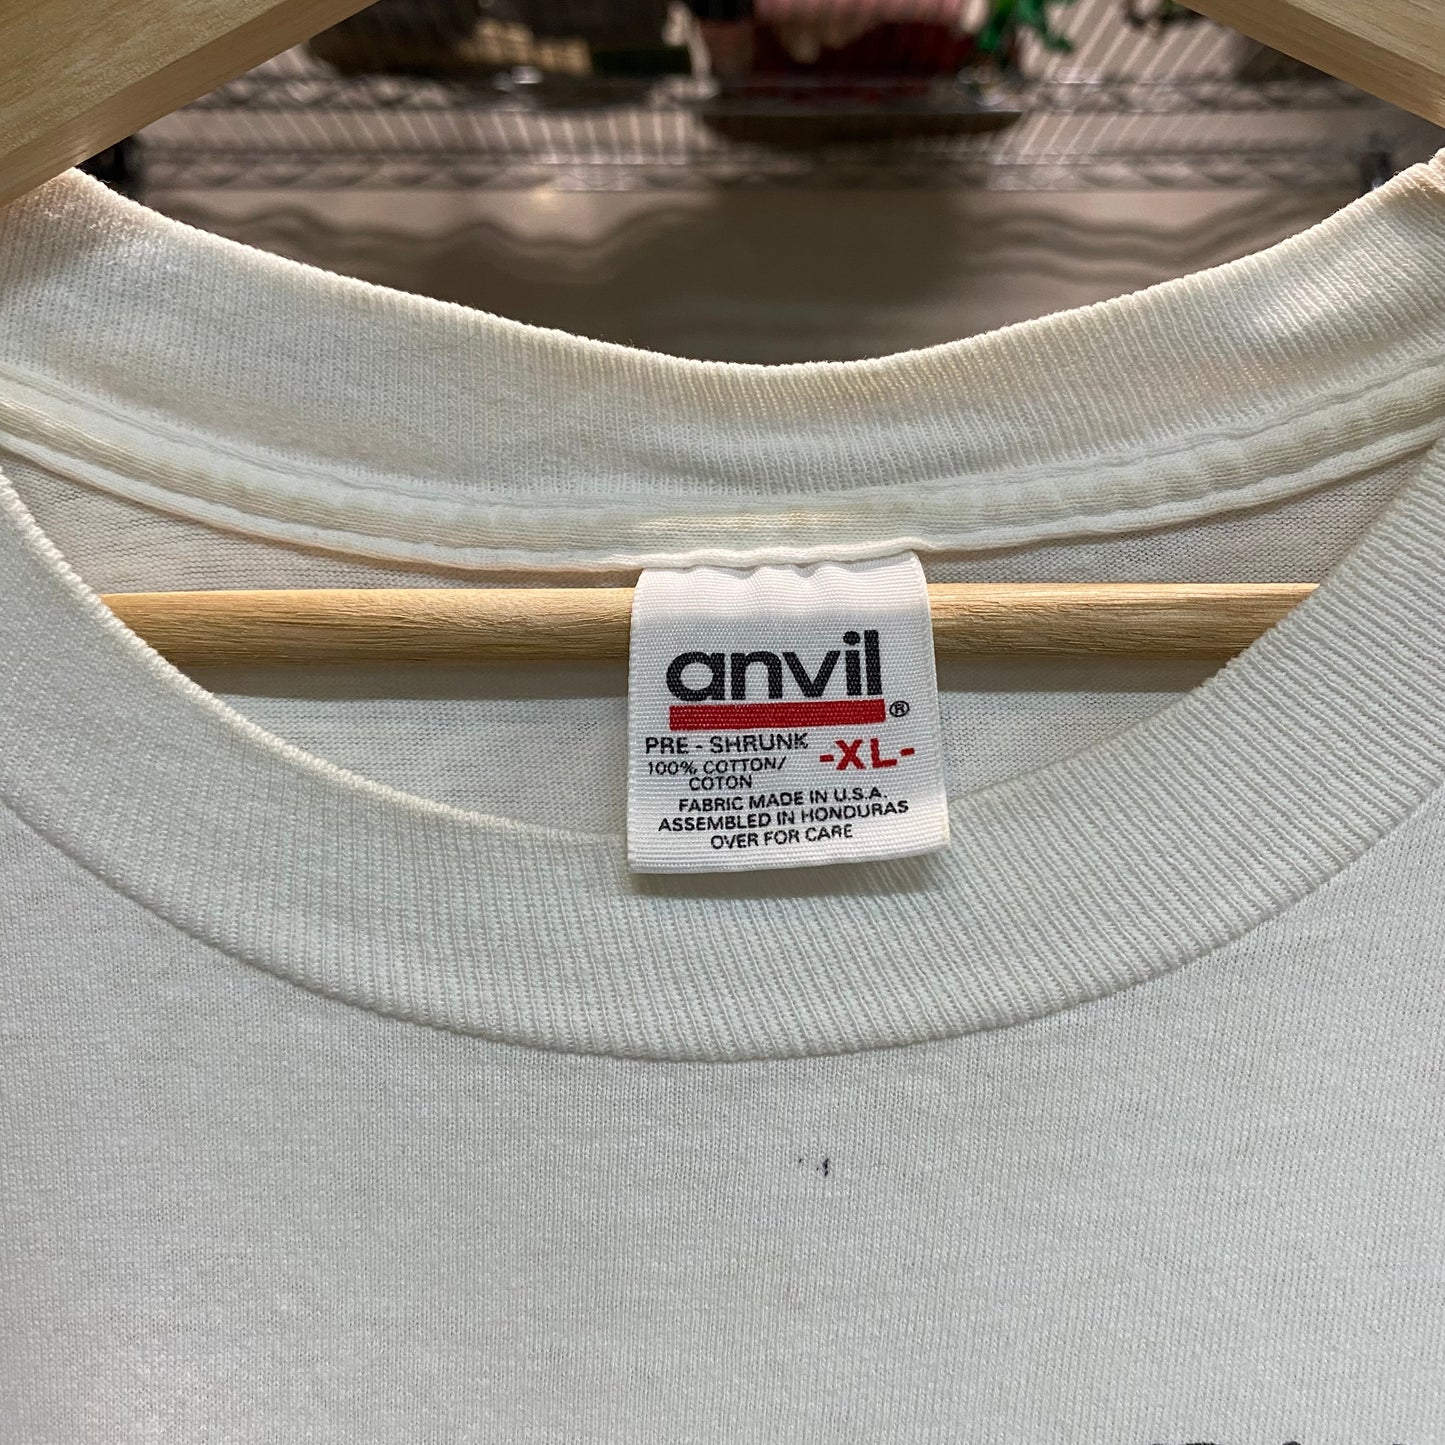 anvil®
PRE - SHRUNK -XL-
100% COTTON/
COTON
FABRIC MADE IN U.S.A.
ASSEMBLED IN HONDURAS
OVER FOR CARE